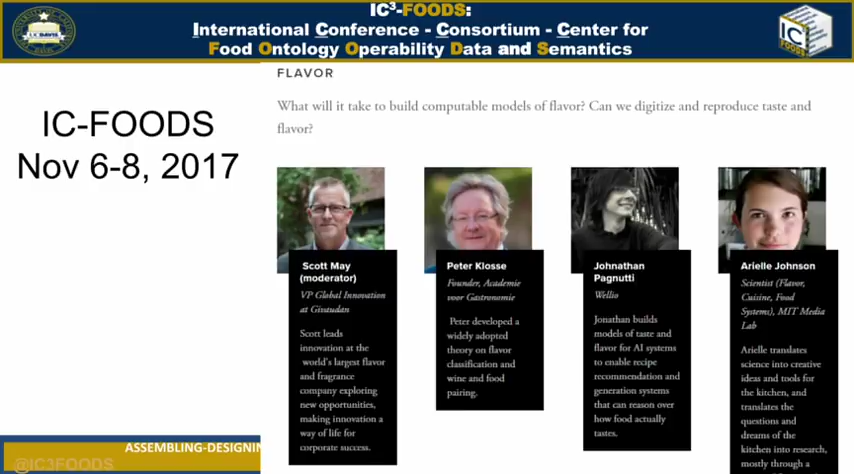 IC³-FOODS:
International Conference - Consortium - Center for
Food Ontology Operability Data and Semantics
UC DAVIS
IC
FOODS
IC-FOODS
Nov 6-8, 2017
FLAVOR
What will it take to build computable models of flavor? Can we digitize and reproduce taste and
flavor?
Scott May
(moderator)
VP Global Innovation
at Givaudan
Scott leads
innovation at the
world's largest flavor
and fragrance
company exploring
new opportunities,
making innovation a
way of life for
corporate success.
Peter Klosse
Founder, Academie
voor Gastronomie
Peter developed a
widely adopted
theory on flavor
classification and
wine and food
pairing.
Johnathan
Pagnutti
Wellio
Jonathan builds
models of taste and
flavor for AI systems
to enable recipe
recommendation and
generation systems
that can reason over
how food actually
tastes.
Arielle Johnson
Scientist (Flavor,
Cuisine, Food
Systems), MIT Media
Lab
Arielle translates
science into creative
ideas and tools for
the kitchen, and
translates the
questions and
dreams of the
kitchen into research,
mostly through a
ASSEMBLING-DESIGNIN
@IC3FOODS